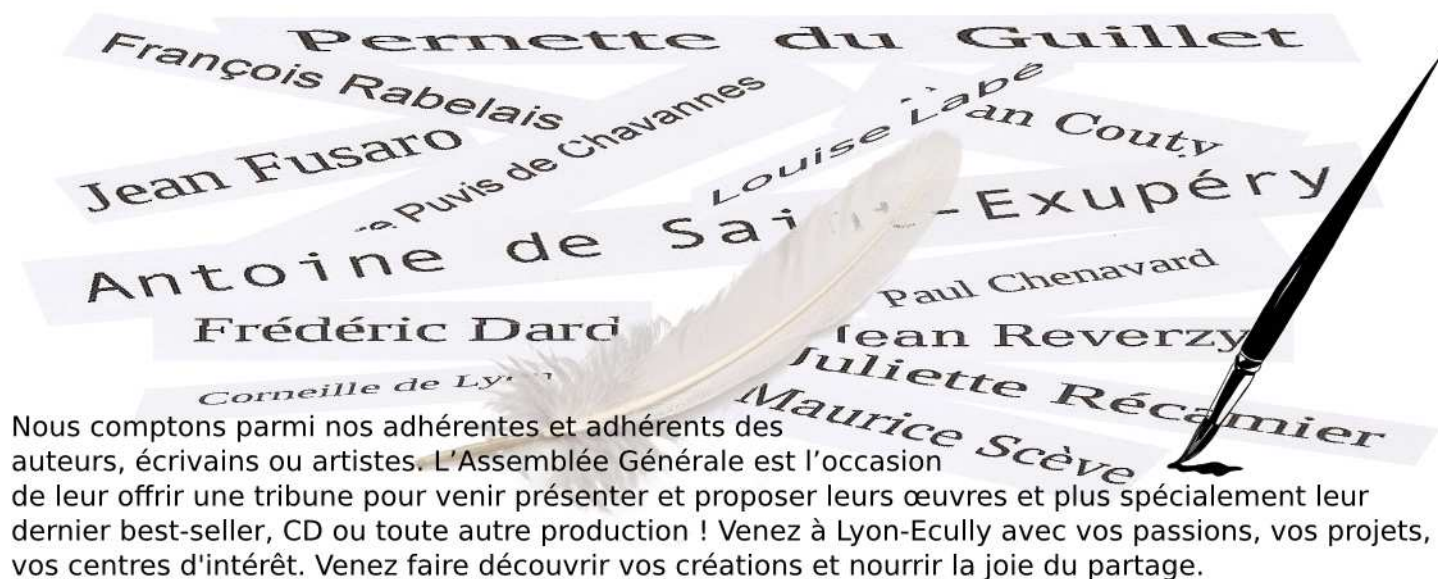 Pernette du Guillet
François Rabelais
Puvis de Chavannes
Louise Labé
Couty
Jean Fusaro
Antoine de Exupéry
Paul Chenavard
Frédéric Dard
Jean Reverzy
Corneille de Lyon
Juliette Récamier
Maurice Scève
Nous comptons parmi nos adhérentes et adhérents des
auteurs, écrivains ou artistes. L’Assemblée Générale est l’occasion
de leur offrir une tribune pour venir présenter et proposer leurs œuvres et plus spécialement leur
dernier best-seller, CD ou toute autre production ! Venez à Lyon-Ecully avec vos passions, vos projets,
vos centres d'intérêt. Venez faire découvrir vos créations et nourrir la joie du partage.